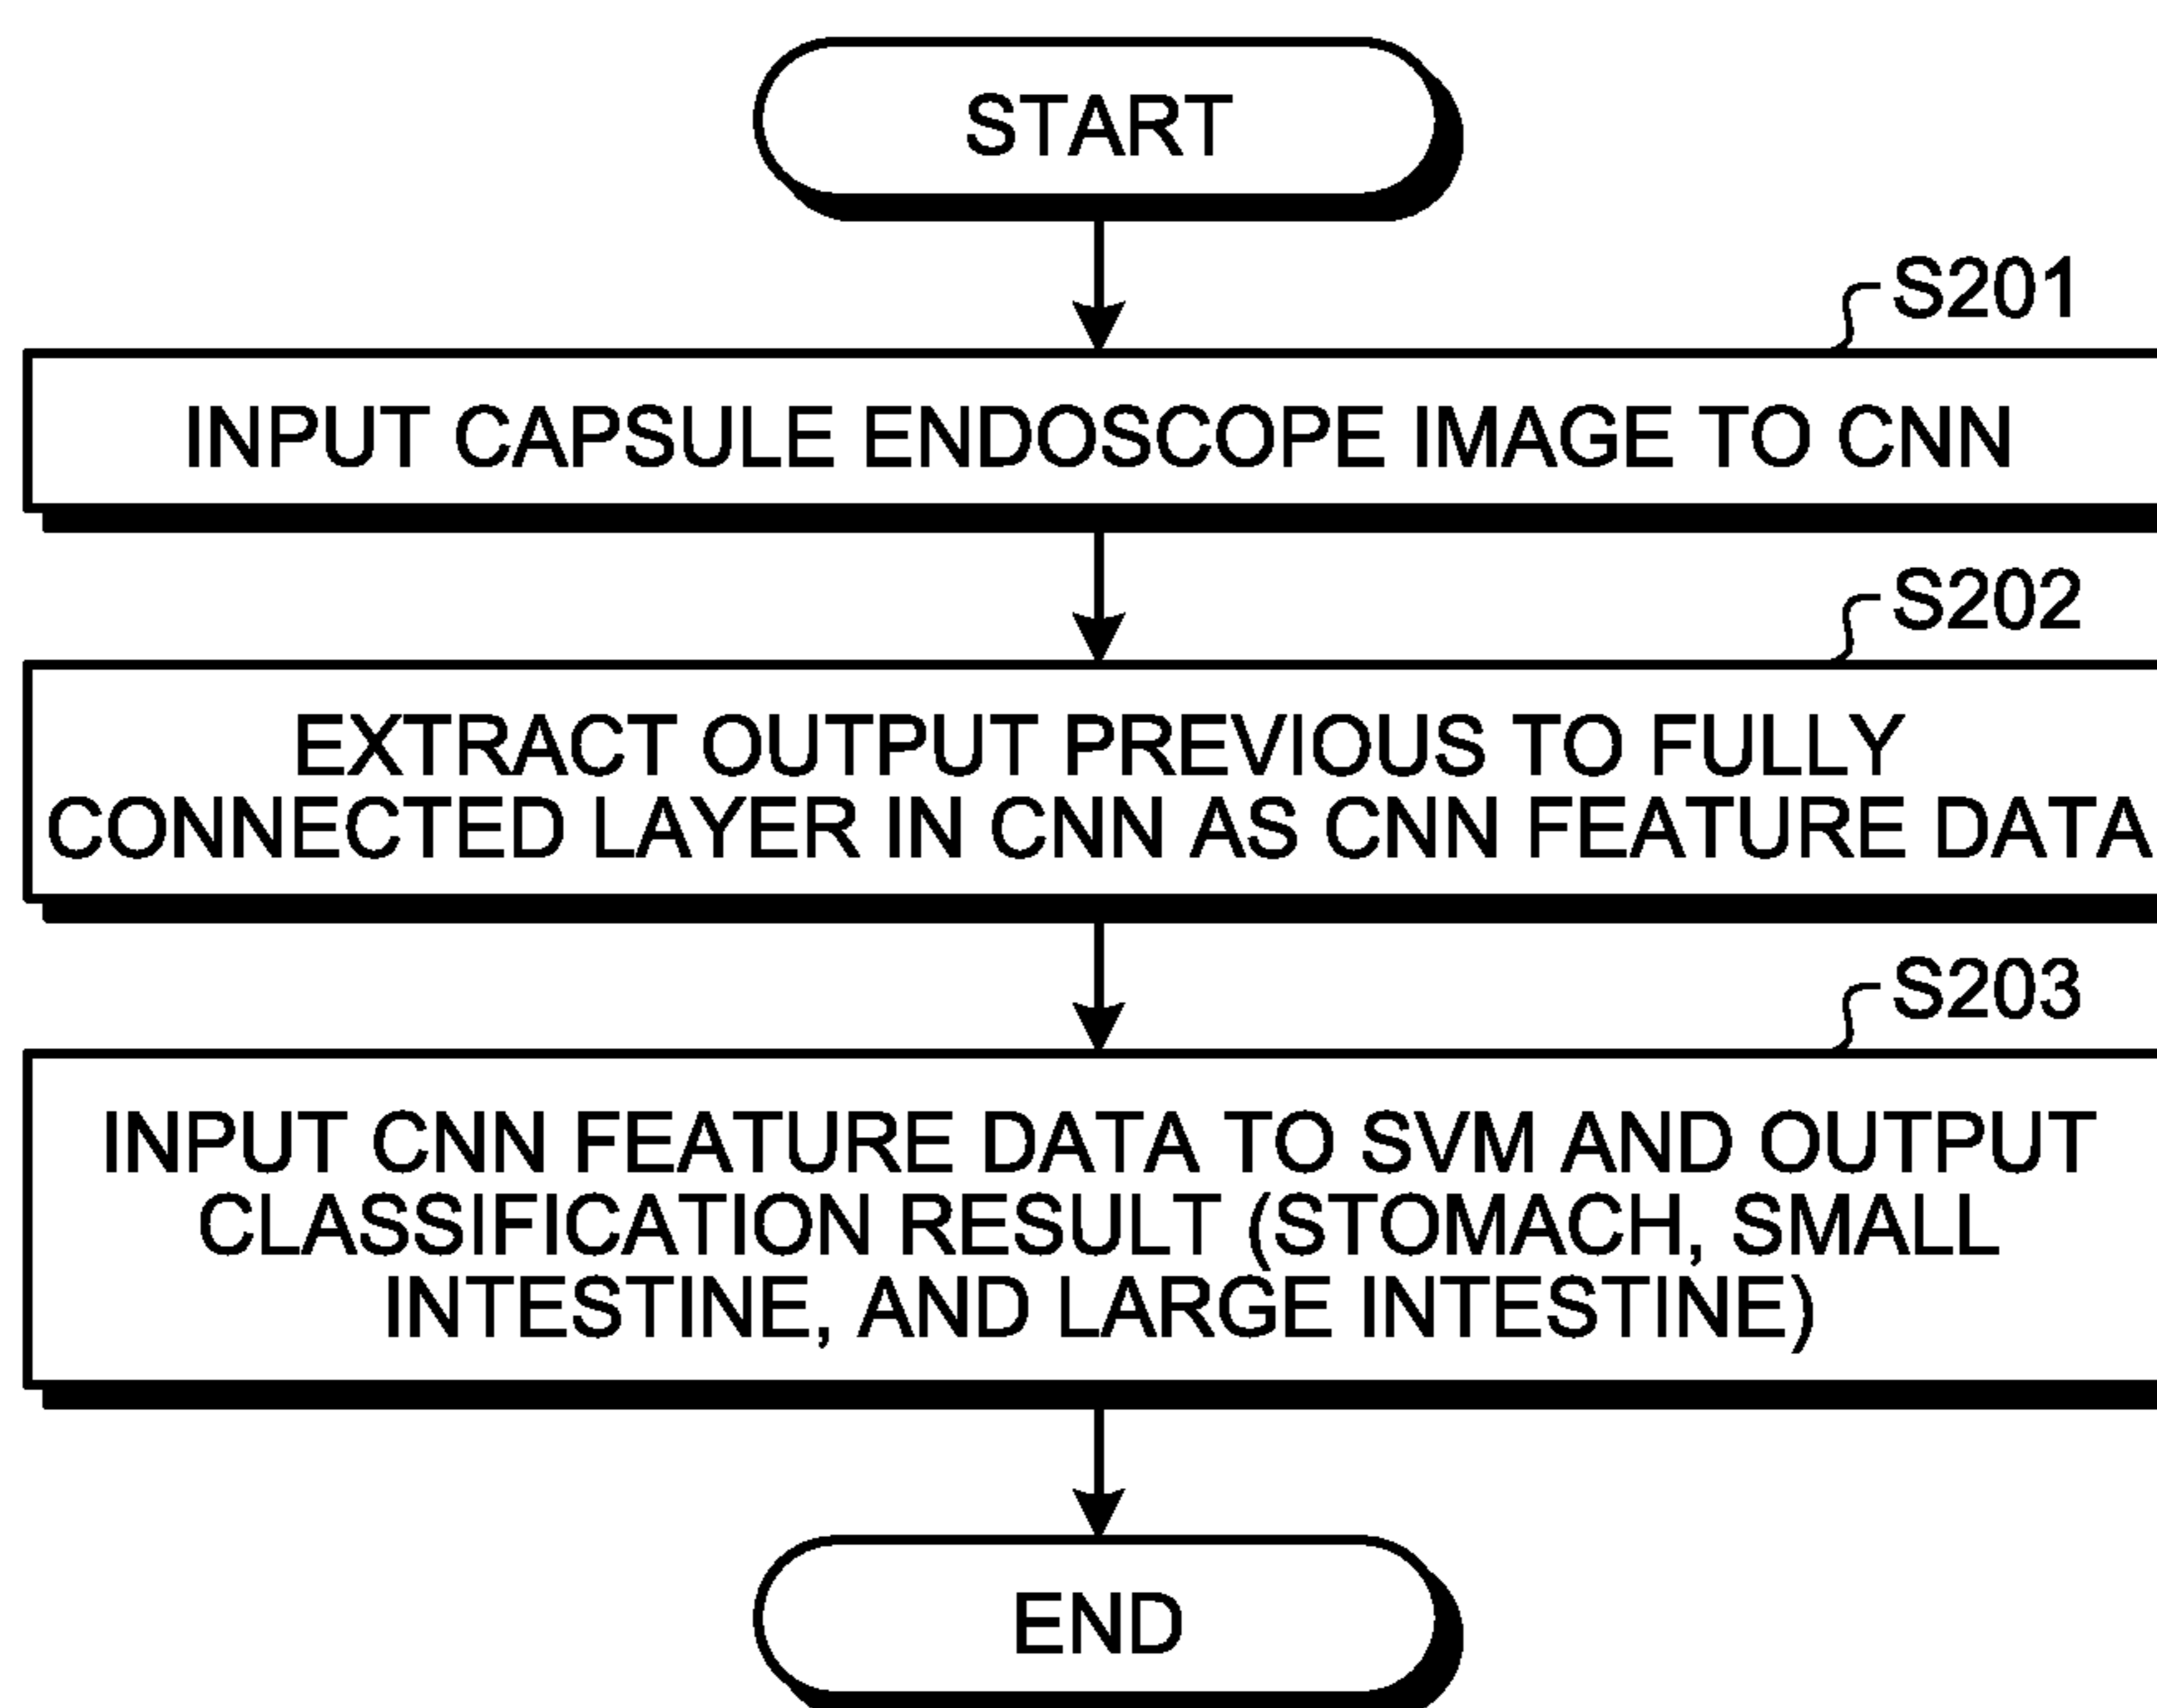 START
S201
INPUT CAPSULE ENDOSCOPE IMAGE TO CNN
S202
EXTRACT OUTPUT PREVIOUS TO FULLY
CONNECTED LAYER IN CNN AS CNN FEATURE DATA
S203
INPUT CNN FEATURE DATA TO SVM AND OUTPUT
CLASSIFICATION RESULT (STOMACH, SMALL
INTESTINE, AND LARGE INTESTINE)
END